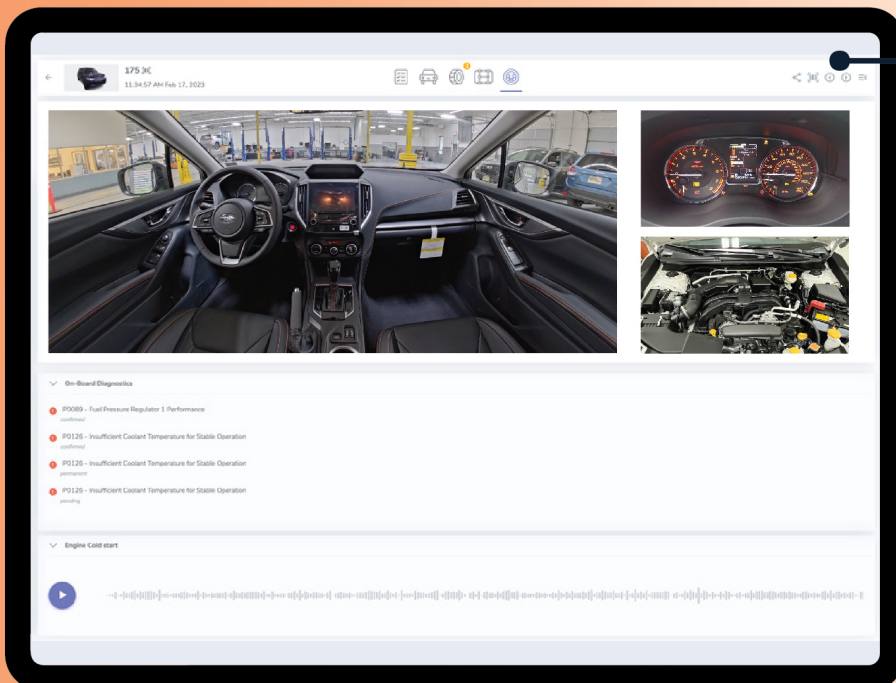 175
11:34:57 AM Feb 17, 2023
On-Board Diagnostics
P0089 - Fuel Pressure Regulator 1 Performance
confirmed
P0126 - Insufficient Coolant Temperature for Stable Operation
confirmed
P0126 - Insufficient Coolant Temperature for Stable Operation
permanent
P0126 - Insufficient Coolant Temperature for Stable Operation
pending
Engine Cold start